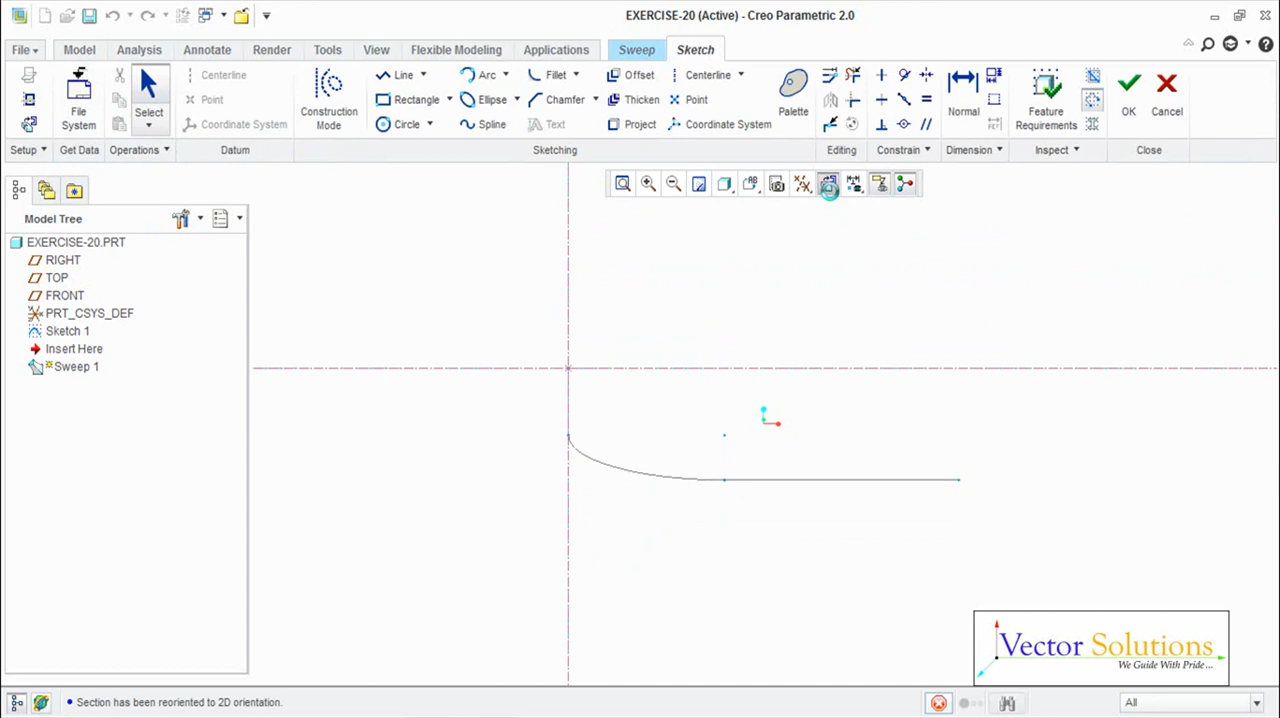 EXERCISE-20 (Active) - Creo Parametric 2.0
File
Model
Analysis
Annotate
Render
Tools
View
Flexible Modeling
Applications
Sweep
Sketch
File System
Select
Centerline
Point
Coordinate System
Construction Mode
Line
Arc
Fillet
Offset
Centerline
Rectangle
Ellipse
Chamfer
Thicken
Point
Circle
Spline
Text
Project
Coordinate System
Palette
Normal
Feature Requirements
OK
Cancel
Setup
Get Data
Operations
Datum
Sketching
Editing
Constrain
Dimension
Inspect
Close
Model Tree
EXERCISE-20.PRT
RIGHT
TOP
FRONT
PRT_CSYS_DEF
Sketch 1
Insert Here
Sweep 1
Vector Solutions
We Guide With Pride...
Section has been reoriented to 2D orientation.
All